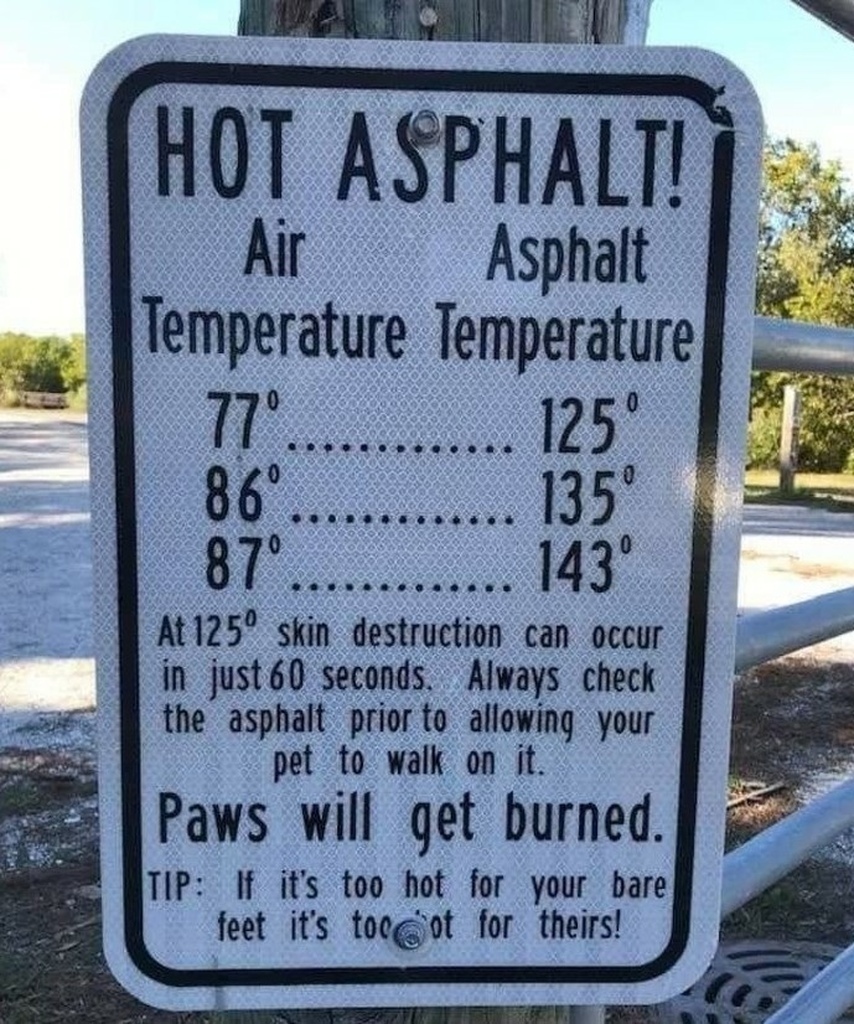 HOT ASPHALT!
Air Asphalt
Temperature Temperature
77°............. 125°
86°............. 135°
87°............. 143°
At 125° skin destruction can occur
in just 60 seconds. Always check
the asphalt prior to allowing your
pet to walk on it.
Paws will get burned.
TIP: If it's too hot for your bare
feet it's too hot for theirs!